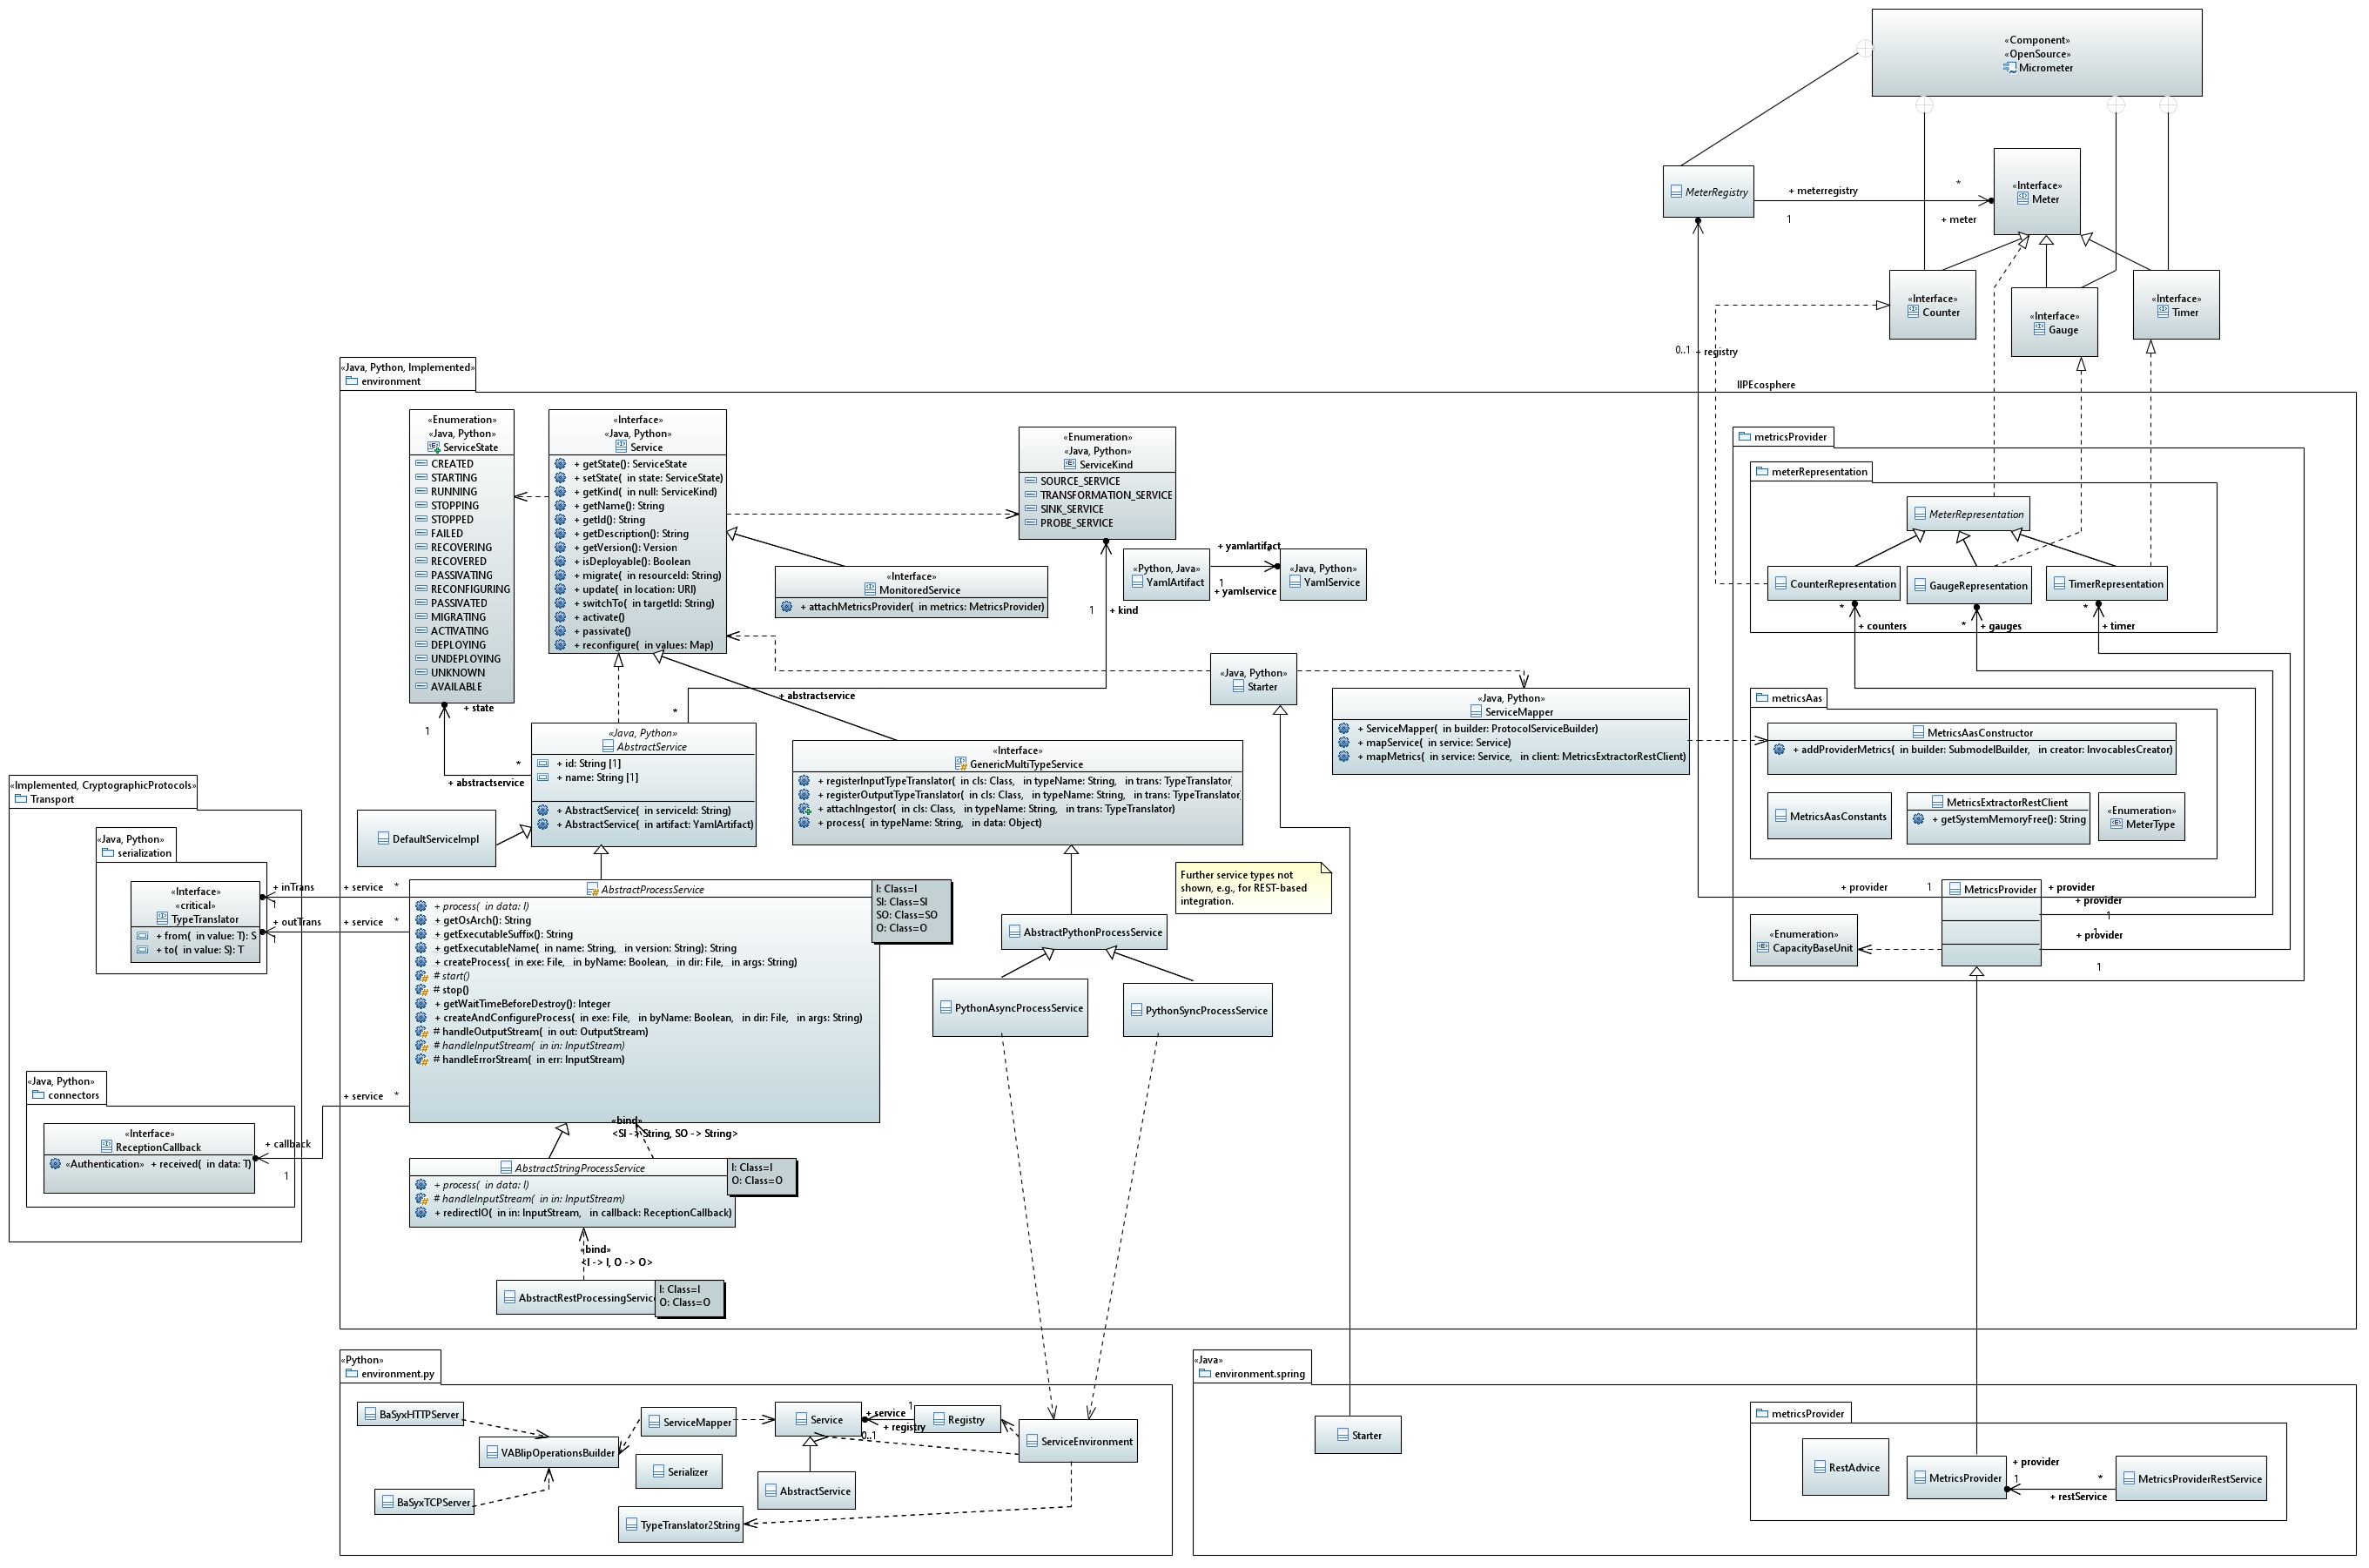 «Component»
«OpenSource»
Micrometer
MeterRegistry
+ meterregistry
*
1
+ meter
«Interface»
Meter
«Interface»
Counter
«Interface»
Gauge
«Interface»
Timer
0..1
+ registry
IIPEcosphere
«Java, Python, Implemented»
environment
«Enumeration»
«Java, Python»
ServiceState
CREATED
STARTING
RUNNING
STOPPING
STOPPED
FAILED
RECOVERING
RECOVERED
PASSIVATING
RECONFIGURING
PASSIVATED
MIGRATING
ACTIVATING
DEPLOYING
UNDEPLOYING
UNKNOWN
AVAILABLE
+ state
1
«Interface»
«Java, Python»
Service
+ getState(): ServiceState
+ setState( in state: ServiceState)
+ getKind( in null: ServiceKind)
+ getName(): String
+ getId(): String
+ getDescription(): String
+ getVersion(): Version
+ isDeployable(): Boolean
+ migrate( in resourceId: String)
+ update( in location: URI)
+ switchTo( in targetId: String)
+ activate()
+ passivate()
+ reconfigure( in values: Map)
«Enumeration»
«Java, Python»
ServiceKind
SOURCE_SERVICE
TRANSFORMATION_SERVICE
SINK_SERVICE
PROBE_SERVICE
«Interface»
MonitoredService
+ attachMetricsProvider( in metrics: MetricsProvider)
1
+ kind
«Python, Java»
YamlArtifact
+ yamlartifact
1
+ yamlservice
«Java, Python»
YamlService
+ abstractservice
*
«Java, Python»
Starter
«Java, Python»
ServiceMapper
+ ServiceMapper( in builder: ProtocolServiceBuilder)
+ mapService( in service: Service)
+ mapMetrics( in service: Service, in client: MetricsExtractorRestClient)
«Java, Python»
AbstractService
+ id: String [1]
+ name: String [1]
+ AbstractService( in serviceId: String)
+ AbstractService( in artifact: YamlArtifact)
*
+ abstractservice
DefaultServiceImpl
«Interface»
GenericMultiTypeService
+ registerInputTypeTranslator( in cls: Class, in typeName: String, in trans: TypeTranslator)
+ registerOutputTypeTranslator( in cls: Class, in typeName: String, in trans: TypeTranslator)
+ attachIngestor( in cls: Class, in typeName: String, in trans: TypeTranslator)
+ process( in typeName: String, in data: Object)
metricsProvider
meterRepresentation
MeterRepresentation
CounterRepresentation
GaugeRepresentation
TimerRepresentation
*
+ counters
*
+ gauges
*
+ timer
metricsAas
MetricsAasConstructor
+ addProviderMetrics( in builder: SubmodelBuilder, in creator: InvocablesCreator)
MetricsAasConstants
MetricsExtractorRestClient
+ getSystemMemoryFree(): String
«Enumeration»
MeterType
+ provider
1
MetricsProvider
+ provider
+ provider
1
1
+ provider
1
«Enumeration»
CapacityBaseUnit
«Implemented, CryptographicProtocols»
Transport
«Java, Python»
serialization
«Interface»
«critical»
TypeTranslator
+ from( in value: T): S
+ to( in value: S): T
+ inTrans
1
+ service
*
+ outTrans
1
+ service
*
«Java, Python»
connectors
«Interface»
ReceptionCallback
«Authentication» + received( in data: T)
+ callback
1
+ service
*
AbstractProcessService
I: Class=I
SI: Class=SI
SO: Class=SO
O: Class=O
+ process( in data: I)
+ getOsArch(): String
+ getExecutableSuffix(): String
+ getExecutableName( in name: String, in version: String): String
+ createProcess( in exe: File, in byName: Boolean, in dir: File, in args: String)
# start()
# stop()
+ getWaitTimeBeforeDestroy(): Integer
+ createAndConfigureProcess( in exe: File, in byName: Boolean, in dir: File, in args: String)
# handleOutputStream( in out: OutputStream)
# handleInputStream( in in: InputStream)
# handleErrorStream( in err: InputStream)
«bind»
<SI -> String, SO -> String>
AbstractStringProcessService
I: Class=I
O: Class=O
+ process( in data: I)
# handleInputStream( in in: InputStream)
+ redirectIO( in in: InputStream, in callback: ReceptionCallback)
«bind»
<I -> I, O -> O>
AbstractRestProcessingService
I: Class=I
O: Class=O
Further service types not
shown, e.g., for REST-based
integration.
AbstractPythonProcessService
PythonAsyncProcessService
PythonSyncProcessService
«Python»
environment.py
BaSyxHTTPServer
VABlipOperationsBuilder
BaSyxTCPServer
ServiceMapper
Serializer
TypeTranslator2String
Service
AbstractService
+ service
1
+ registry
0..1
Registry
ServiceEnvironment
«Java»
environment.spring
Starter
metricsProvider
RestAdvice
MetricsProvider
+ provider
1
*
+ restService
MetricsProviderRestService